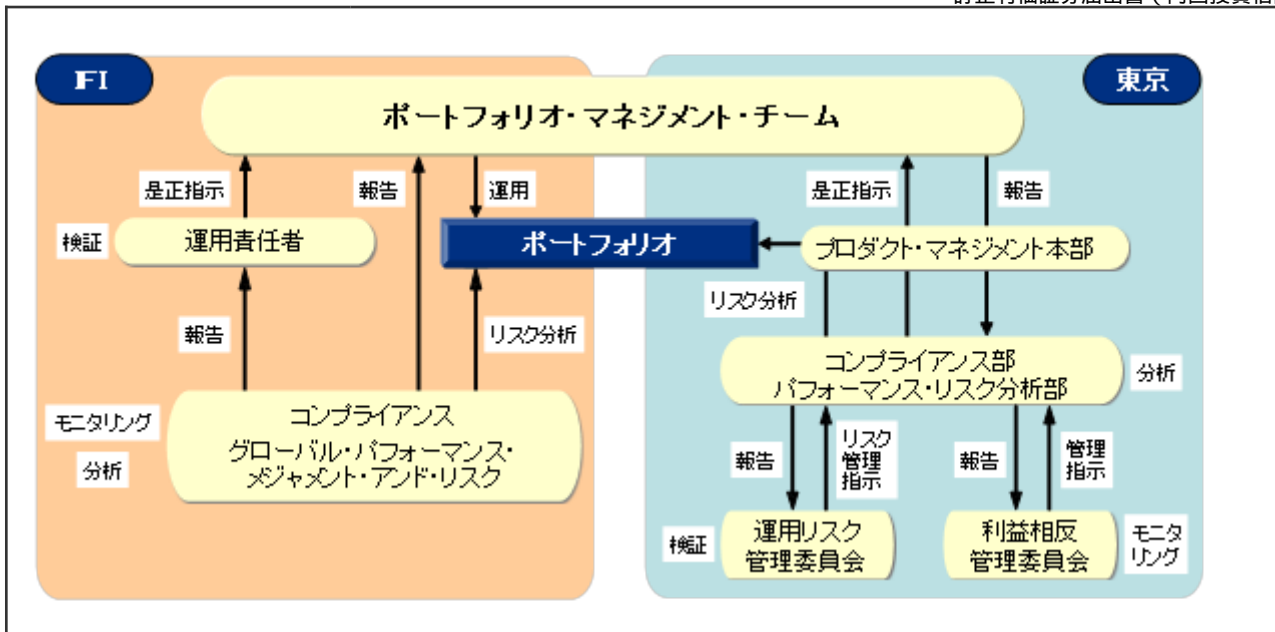 IFI
東京
ポートフォリオ・マネジメント・チーム
是正指示
報告
運用
是正指示
報告
検証
運用責任者
ポートフォリオ
プロダクト・マネジメント本部
報告
リスク分析
リスク分析
コンプライアンス部
パフォーマンス・リスク分析部
分析
モニタリング
分析
コンプライアンス
グローバル・パフォーマンス・
メジャメント・アンド・リスク
報告
リスク
管理
指示
報告
管理
指示
検証
運用リスク
管理委員会
利益相反
管理委員会
モニタ
リング